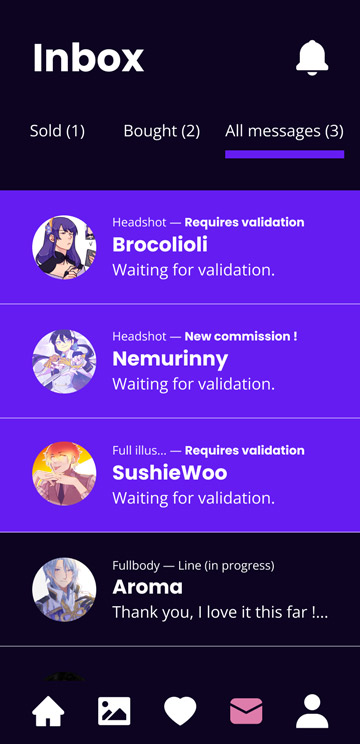 Inbox
Sold (1) Bought (2) All messages (3)
Headshot — Requires validation
Brocolioli
Waiting for validation.
Headshot — New commission !
Nemurinny
Waiting for validation.
Full illus... — Requires validation
SushieWoo
Waiting for validation.
Fullbody — Line (in progress)
Aroma
Thank you, I love it this far !...